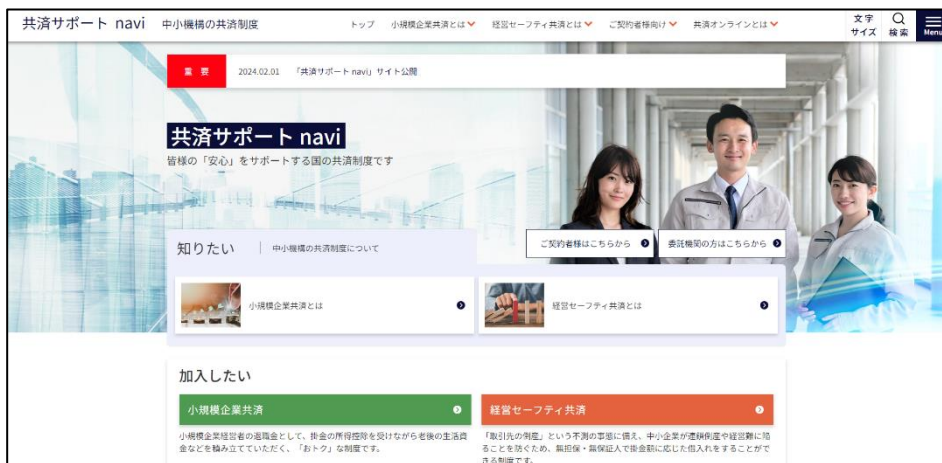 共済サポート navi 中小機構の共済制度 トップ 小規模企業共済とは 経営セーフティ共済とは ご契約者様向け 共済オンラインとは 文字サイズ 検索 Menu
重要 2024.02.01 「共済サポート navi」サイト公開
共済サポート navi
皆様の「安心」をサポートする国の共済制度です
ご契約者様はこちらから 委託機関の方はこちらから
知りたい 中小機構の共済制度について
小規模企業共済とは 経営セーフティ共済とは
加入したい
小規模企業共済
小規模企業経営者の退職金として、掛金の所得控除を受けながら老後の生活資
金などを積み立てていただく、「おトク」な制度です。
経営セーフティ共済
「取引先の倒産」という不測の事態に備え、中小企業が連鎖倒産や経営難に陥
ることを防ぐため、無担保・無保証人で掛金額に応じた借入れをすることがで
きる制度です。